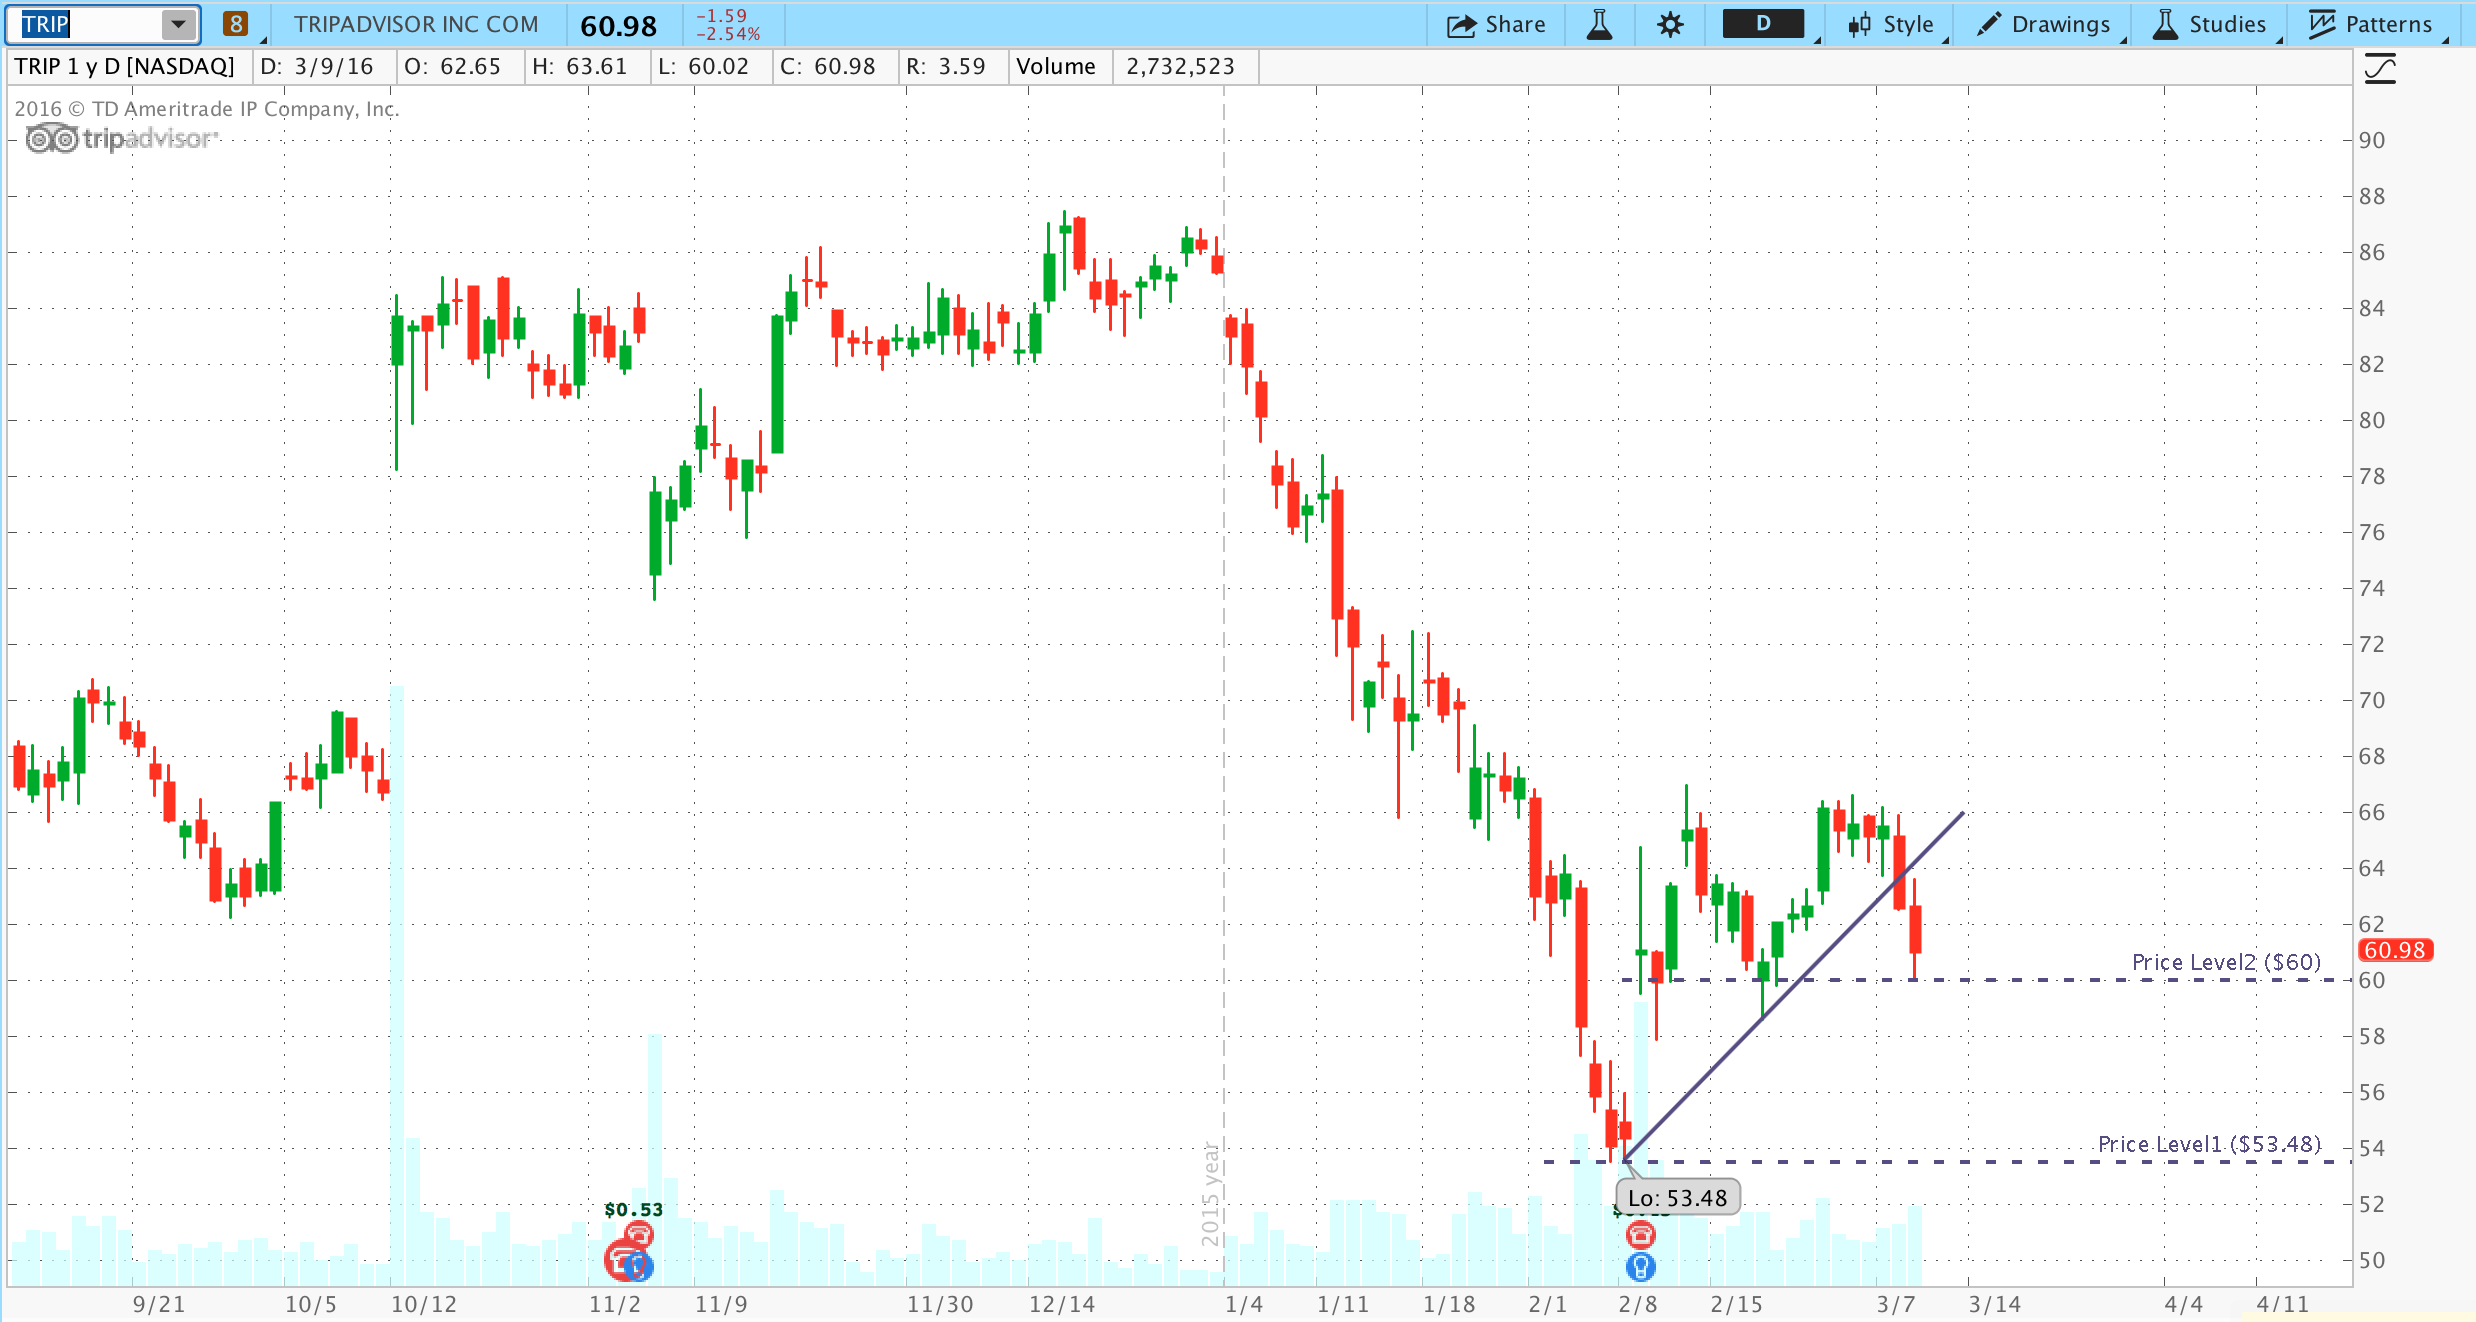 TRIP 8 TRIPADVISOR INC COM 60.98 -1.59 -2.54% Share D Style Drawings Studies Patterns
TRIP 1 y D [NASDAQ] D: 3/9/16 O: 62.65 H: 63.61 L: 60.02 C: 60.98 R: 3.59 Volume 2,732,523
2016 © TD Ameritrade IP Company, Inc.
tripadvisor
90
88
86
84
82
80
78
76
74
72
70
68
66
64
62
60.98
Price Level2 ($60)
60
58
56
Price Level1 ($53.48)
54
Lo: 53.48
52
$0.53
2015 year
50
9/21 10/5 10/12 11/2 11/9 11/30 12/14 1/4 1/11 1/18 2/1 2/8 2/15 3/7 3/14 4/4 4/11